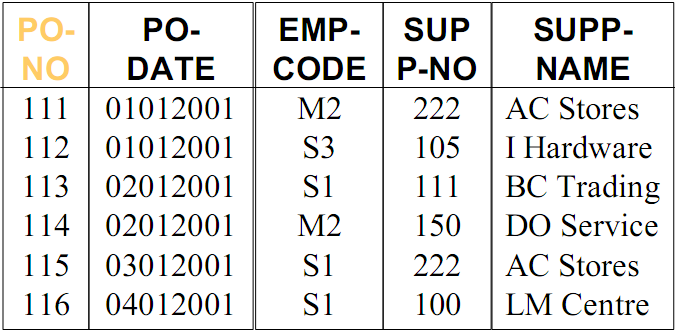 PO-NO PO-DATE EMP-CODE SUPP-NO SUPP-NAME
111 01012001 M2 222 AC Stores
112 01012001 S3 105 I Hardware
113 02012001 S1 111 BC Trading
114 02012001 M2 150 DO Service
115 03012001 S1 222 AC Stores
116 04012001 S1 100 LM Centre